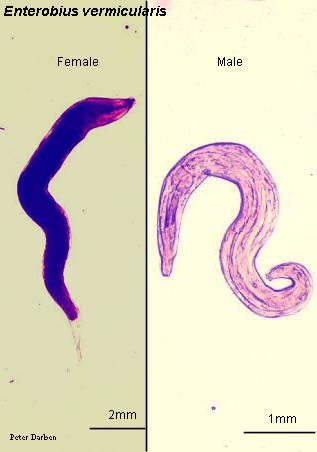 Enterobius vermicularis
Female
Male
2mm
1mm
Peter Darben